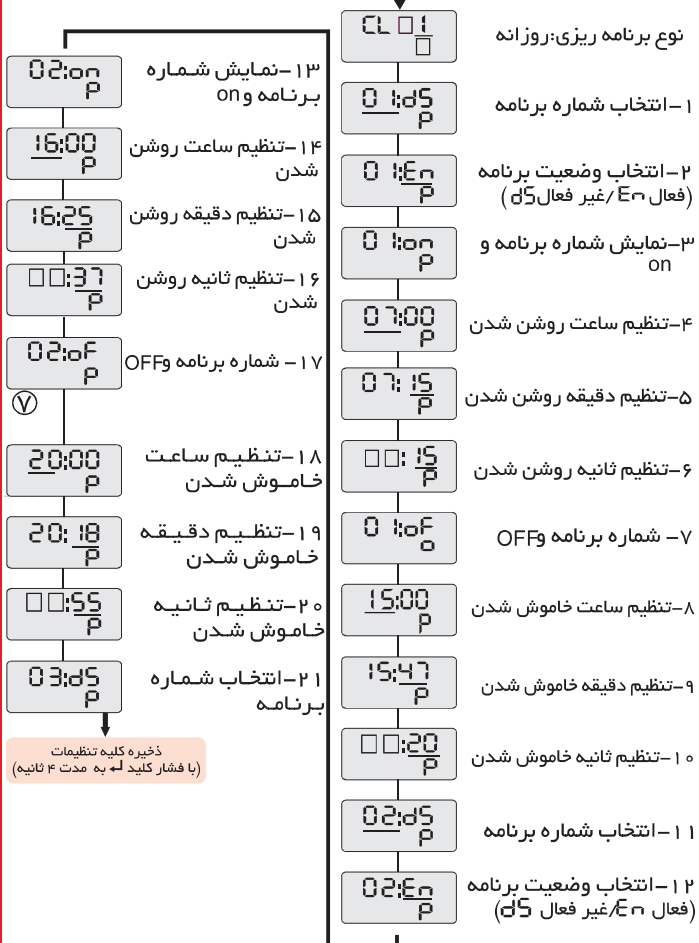 CL 01
0
نوع برنامه ریزی:روزانه
01:dS
P
۱-انتخاب شماره برنامه
01:En
P
۲-انتخاب وضعیت برنامه
(فعال En/غیر فعال dS)
01:on
P
۳-نمایش شماره برنامه و
on
07:00
P
۴-تنظیم ساعت روشن شدن
07:15
P
۵-تنظیم دقیقه روشن شدن
□□:15
P
۶-تنظیم ثانیه روشن شدن
01:oF
o
۷- شماره برنامه وOFF
15:00
P
۸-تنظیم ساعت خاموش شدن
15:47
P
۹-تنظیم دقیقه خاموش شدن
□□:20
P
۱۰-تنظیم ثانیه خاموش شدن
02:dS
P
۱۱-انتخاب شماره برنامه
02:En
P
۱۲-انتخاب وضعیت برنامه
(فعال En/غیر فعال dS)
02:on
P
۱۳-نمایش شماره
برنامه وon
16:00
P
۱۴-تنظیم ساعت روشن
شدن
16:25
P
۱۵-تنظیم دقیقه روشن
شدن
□□:37
P
۱۶-تنظیم ثانیه روشن
شدن
02:oF
P
۱۷- شماره برنامه وOFF
۷
20:00
P
۱۸-تنظیم ساعت
خاموش شدن
20:18
P
۱۹-تنظیم دقیقه
خاموش شدن
□□:55
P
۲۰-تنظیم ثانیه
خاموش شدن
03:dS
P
۲۱-انتخاب شماره
برنامه
ذخیره کلیه تنظیمات
(با فشار کلید ↵ به مدت ۴ ثانیه)